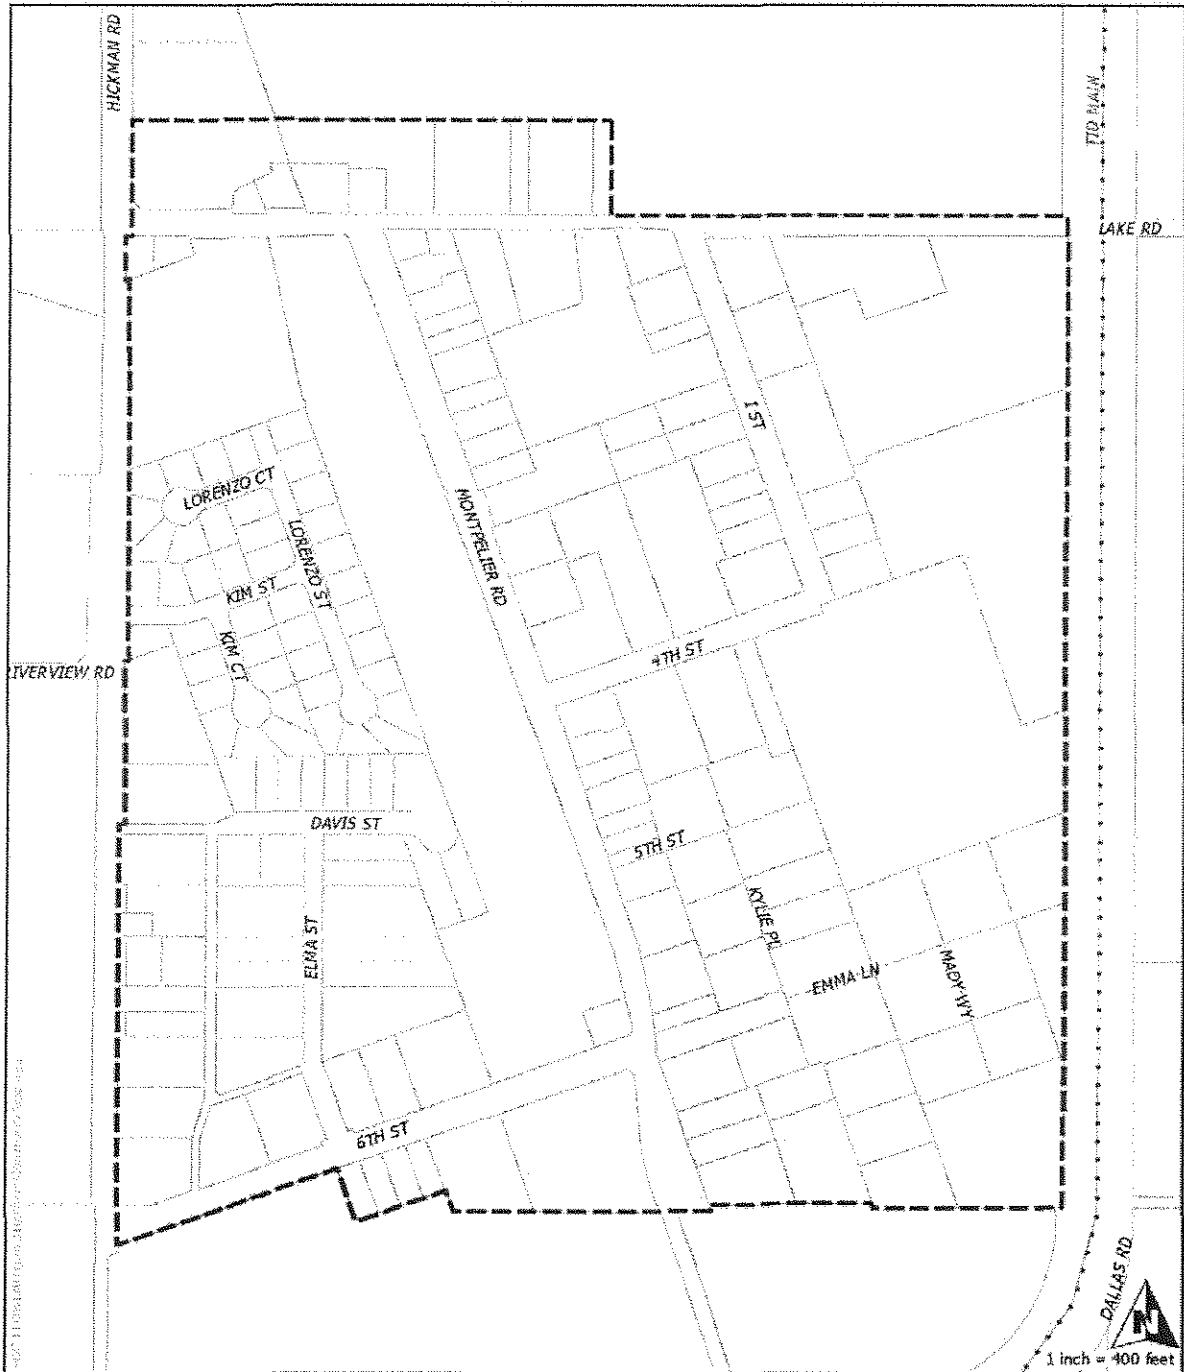 HICKMAN RD
TID MAIN
LAKE RD
I ST
LORENZO CT
MONTPELIER RD
LORENZO ST
KIM ST
KIM CT
4TH ST
RIVERVIEW RD
DAVIS ST
5TH ST
KYLIE PL
ELMA ST
MADY WY
EMMA LN
6TH ST
DALLAS RD
N
1 inch = 400 feet